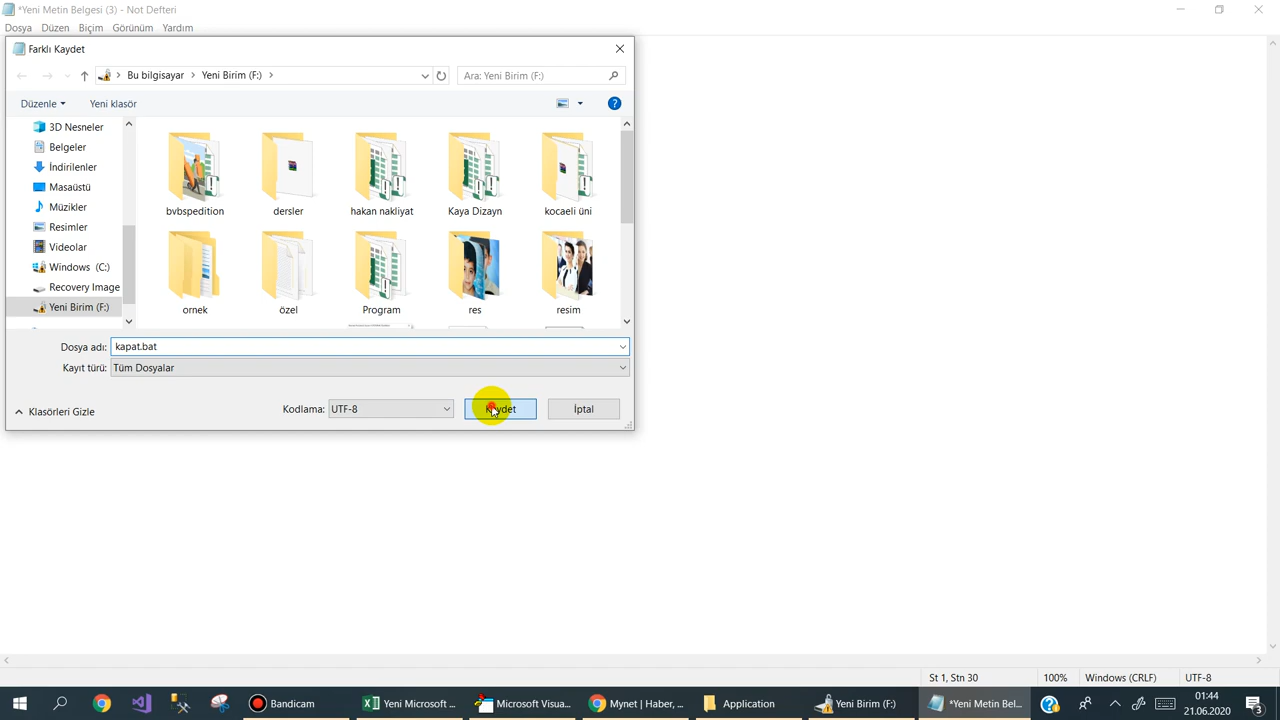 *Yeni Metin Belgesi (3) - Not Defteri
Dosya Düzen Biçim Görünüm Yardım
Farklı Kaydet
Bu bilgisayar Yeni Birim (F:)
Ara: Yeni Birim (F:)
Düzenle Yeni klasör
3D Nesneler
Belgeler
İndirilenler
Masaüstü
Müzikler
Resimler
Videolar
Windows (C:)
Recovery Image
Yeni Birim (F:)
bvbspedition dersler hakan nakliyat Kaya Dizayn kocaeli üni
ornek özel Program res resim
Dosya adı: kapat.bat
Kayıt türü: Tüm Dosyalar
Klasörleri Gizle Kodlama: UTF-8 Kaydet İptal
St 1, Stn 30 100% Windows (CRLF) UTF-8
Bandicam Yeni Microsoft ... Microsoft Visua... Mynet | Haber, ... Application Yeni Birim (F:) *Yeni Metin Bel...
01:44
21.06.2020
3